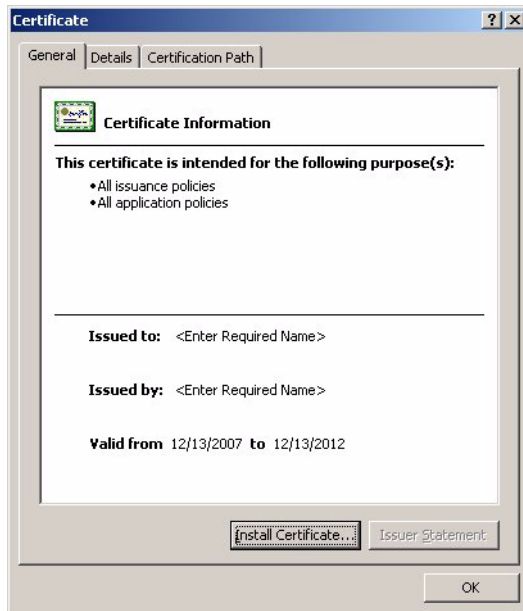 Certificate
General Details Certification Path
Certificate Information
This certificate is intended for the following purpose(s):
•All issuance policies
•All application policies
Issued to: <Enter Required Name>
Issued by: <Enter Required Name>
Valid from 12/13/2007 to 12/13/2012
Install Certificate... Issuer Statement
OK